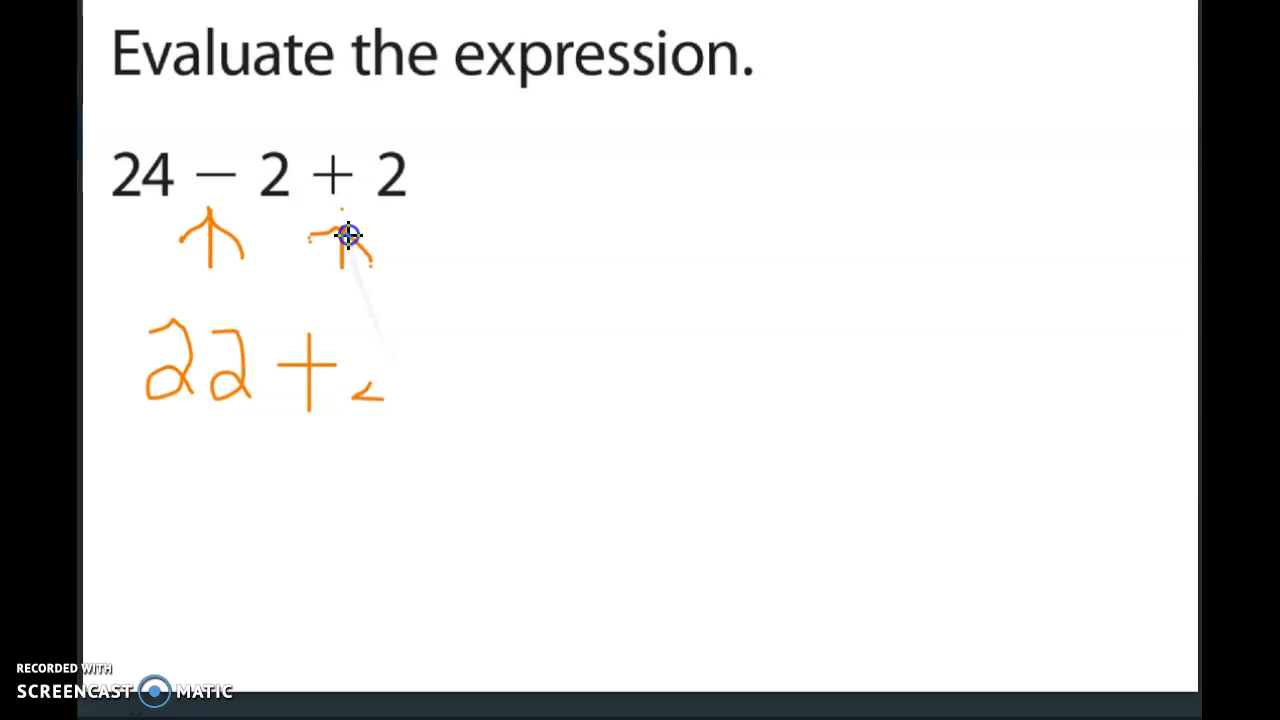 Evaluate the expression.
24 − 2 + 2
22 +
RECORDED WITH
SCREENCAST MATIC